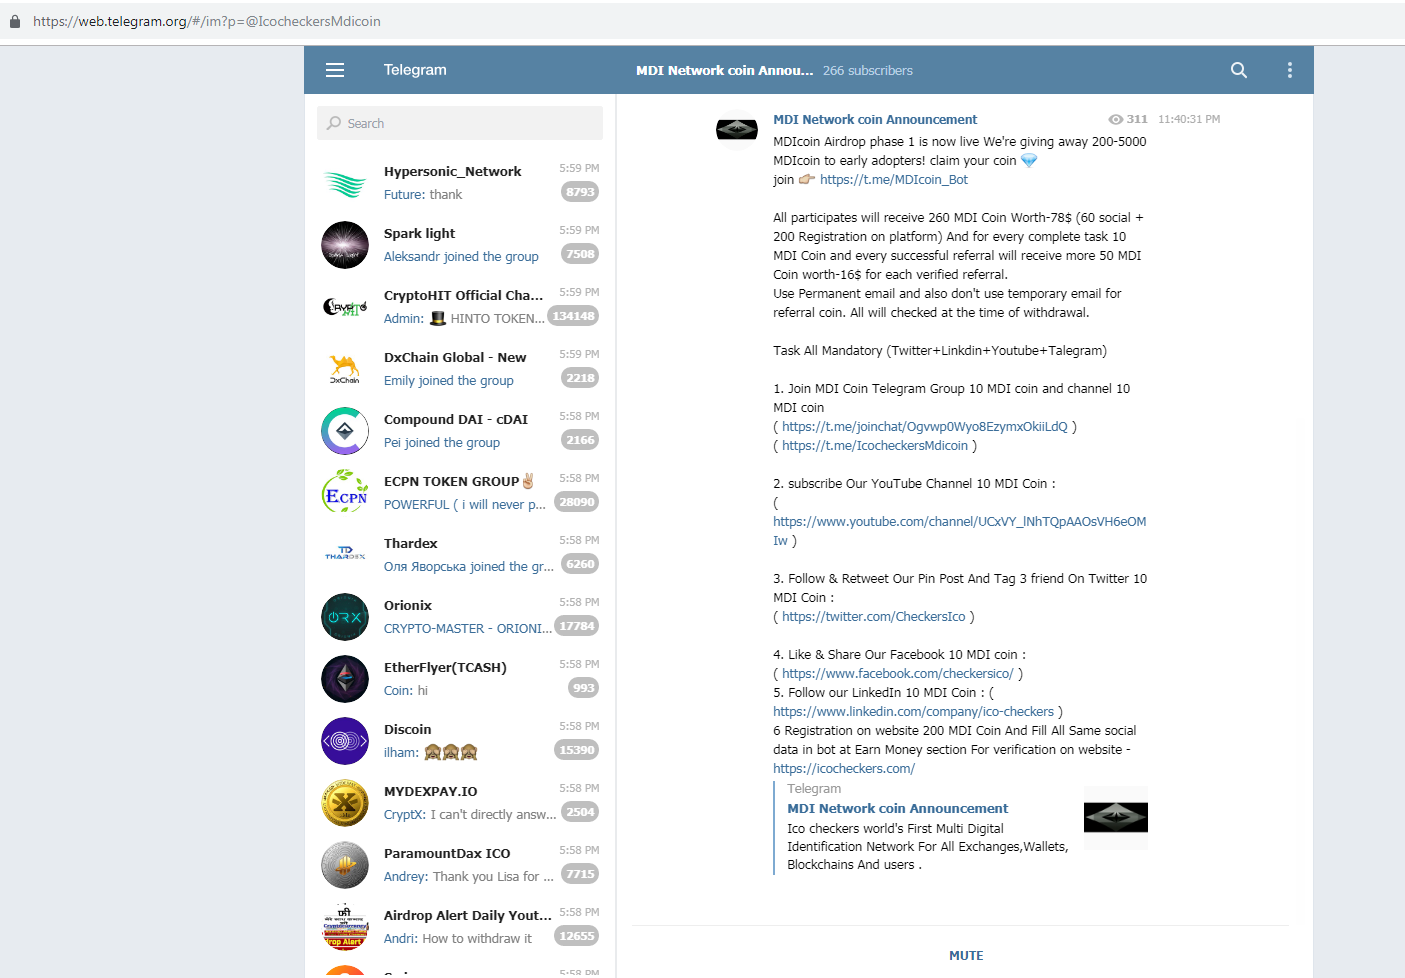 https://web.telegram.org/#/im?p=@IcocheckersMdicoin
Telegram
MDI Network coin Annou... 266 subscribers
Search
Hypersonic_Network 5:59 PM
Future: thank 8793
Spark light 5:59 PM
Aleksandr joined the group 7508
CryptoHIT Official Cha... 5:59 PM
Admin: 🎩 HINTO TOKEN... 134148
DxChain
DxChain Global - New 5:59 PM
Emily joined the group 2218
Compound DAI - cDAI 5:58 PM
Pei joined the group 2166
ECPN
ECPN TOKEN GROUP✌🏼 5:58 PM
POWERFUL ( i will never p... 28090
THARDEX
Thardex 5:58 PM
Оля Яворська joined the gr... 6260
ORX
Orionix 5:58 PM
CRYPTO-MASTER - ORIONI... 17784
EtherFlyer(TCASH) 5:58 PM
Coin: hi 993
Discoin 5:58 PM
ilham: 🙈🙈🙈 15390
MYDEXPAY.IO 5:58 PM
CryptX: I can't directly answ... 2504
ParamountDax ICO 5:58 PM
Andrey: Thank you Lisa for ... 7715
Airdrop Alert Daily Yout... 5:58 PM
Andri: How to withdraw it 12655
5:58 PM
MDI Network coin Announcement 311 11:40:31 PM
MDIcoin Airdrop phase 1 is now live We're giving away 200-5000
MDIcoin to early adopters! claim your coin 💎
join 👉🏼 https://t.me/MDIcoin_Bot
All participates will receive 260 MDI Coin Worth-78$ (60 social +
200 Registration on platform) And for every complete task 10
MDI Coin and every successful referral will receive more 50 MDI
Coin worth-16$ for each verified referral.
Use Permanent email and also don't use temporary email for
referral coin. All will checked at the time of withdrawal.
Task All Mandatory (Twitter+Linkdin+Youtube+Talegram)
1. Join MDI Coin Telegram Group 10 MDI coin and channel 10
MDI coin
( https://t.me/joinchat/Ogvwp0Wyo8EzymxOkiiLdQ )
( https://t.me/IcocheckersMdicoin )
2. subscribe Our YouTube Channel 10 MDI Coin :
(
https://www.youtube.com/channel/UCxVY_lNhTQpAAOsVH6eOM
Iw )
3. Follow & Retweet Our Pin Post And Tag 3 friend On Twitter 10
MDI Coin :
( https://twitter.com/CheckersIco )
4. Like & Share Our Facebook 10 MDI coin :
( https://www.facebook.com/checkersico/ )
5. Follow our LinkedIn 10 MDI Coin : (
https://www.linkedin.com/company/ico-checkers )
6 Registration on website 200 MDI Coin And Fill All Same social
data in bot at Earn Money section For verification on website -
https://icocheckers.com/
Telegram
MDI Network coin Announcement
Ico checkers world's First Multi Digital
Identification Network For All Exchanges,Wallets,
Blockchains And users .
MUTE